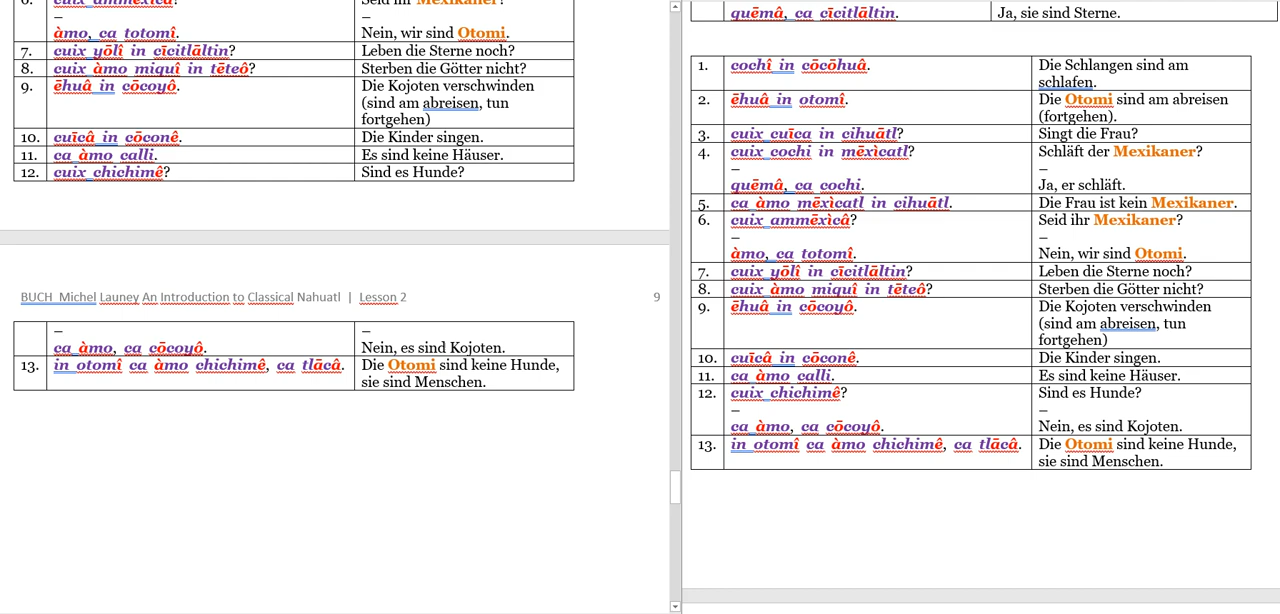 6. cuix ammēxìcâ? Seid ihr Mexikaner?
– –
àmo, ca totomî. Nein, wir sind Otomi.
7. cuix yōlî in cīcitlāltin? Leben die Sterne noch?
8. cuix àmo miquî in tēteô? Sterben die Götter nicht?
9. ēhuâ in cōcoyô. Die Kojoten verschwinden
(sind am abreisen, tun
fortgehen)
10. cuīcâ in cōconê. Die Kinder singen.
11. ca àmo calli. Es sind keine Häuser.
12. cuix chichimê? Sind es Hunde?
BUCH Michel Launey An Introduction to Classical Nahuatl | Lesson 2 9
– –
ca àmo, ca cōcoyô. Nein, es sind Kojoten.
13. in otomî ca àmo chichimê, ca tlācâ. Die Otomi sind keine Hunde,
sie sind Menschen.
quēmâ, ca cīcitlāltin. Ja, sie sind Sterne.
1. cochî in cōcōhuâ. Die Schlangen sind am
schlafen.
2. ēhuâ in otomî. Die Otomi sind am abreisen
(fortgehen).
3. cuix cuīca in cihuātl? Singt die Frau?
4. cuix cochi in mēxìcatl? Schläft der Mexikaner?
– –
quēmâ, ca cochi. Ja, er schläft.
5. ca àmo mēxìcatl in cihuātl. Die Frau ist kein Mexikaner.
6. cuix ammēxìcâ? Seid ihr Mexikaner?
– –
àmo, ca totomî. Nein, wir sind Otomi.
7. cuix yōlî in cīcitlāltin? Leben die Sterne noch?
8. cuix àmo miquî in tēteô? Sterben die Götter nicht?
9. ēhuâ in cōcoyô. Die Kojoten verschwinden
(sind am abreisen, tun
fortgehen)
10. cuīcâ in cōconê. Die Kinder singen.
11. ca àmo calli. Es sind keine Häuser.
12. cuix chichimê? Sind es Hunde?
– –
ca àmo, ca cōcoyô. Nein, es sind Kojoten.
13. in otomî ca àmo chichimê, ca tlācâ. Die Otomi sind keine Hunde,
sie sind Menschen.